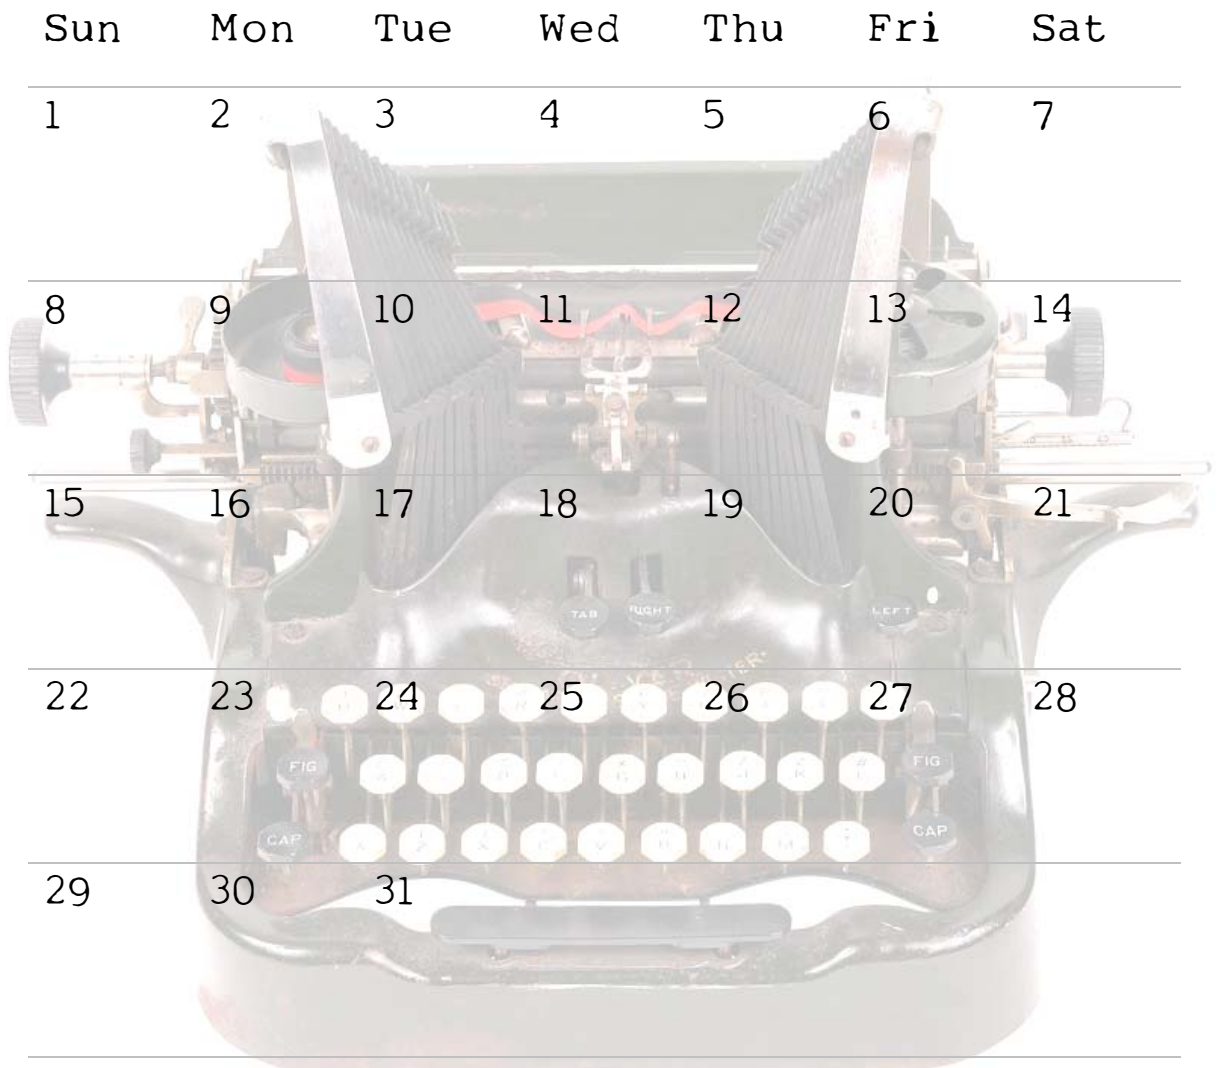 Sun Mon Tue Wed Thu Fri Sat
1 2 3 4 5 6 7
8 9 10 11 12 13 14
15 16 17 18 19 20 21
TAB RIGHT LEFT
22 23 24 25 26 27 28
FIG FIG
CAP CAP
29 30 31